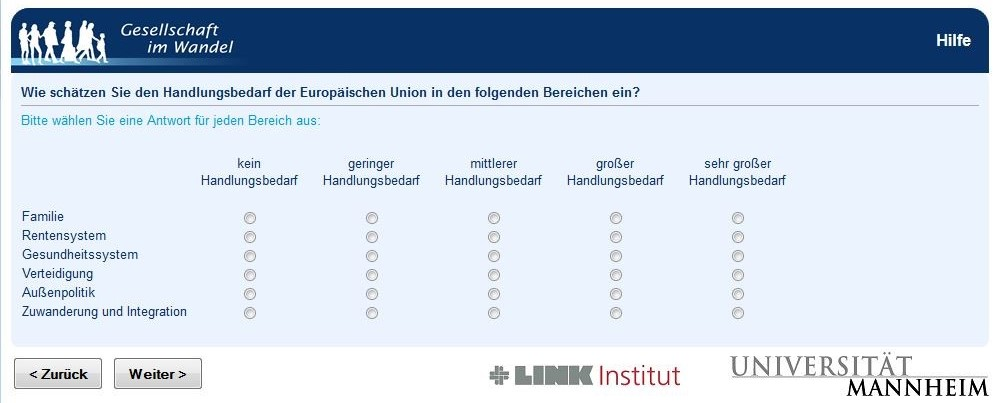 Gesellschaft
im Wandel
Hilfe
Wie schätzen Sie den Handlungsbedarf der Europäischen Union in den folgenden Bereichen ein?
Bitte wählen Sie eine Antwort für jeden Bereich aus:
kein geringer mittlerer großer sehr großer
Handlungsbedarf Handlungsbedarf Handlungsbedarf Handlungsbedarf Handlungsbedarf
Familie
Rentensystem
Gesundheitssystem
Verteidigung
Außenpolitik
Zuwanderung und Integration
< Zurück Weiter >
LINK Institut
UNIVERSITÄT
MANNHEIM